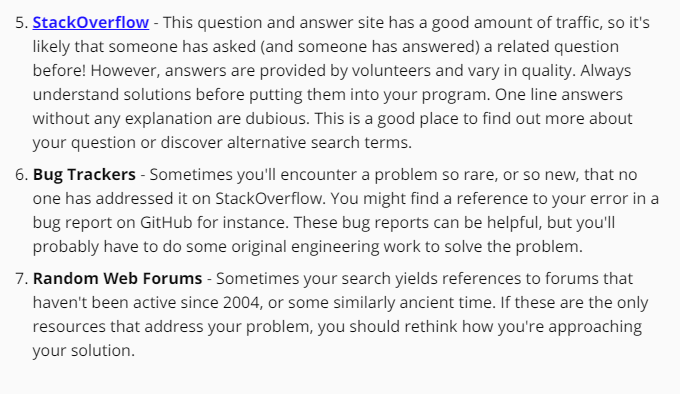 5. StackOverflow - This question and answer site has a good amount of traffic, so it's
likely that someone has asked (and someone has answered) a related question
before! However, answers are provided by volunteers and vary in quality. Always
understand solutions before putting them into your program. One line answers
without any explanation are dubious. This is a good place to find out more about
your question or discover alternative search terms.
6. Bug Trackers - Sometimes you'll encounter a problem so rare, or so new, that no
one has addressed it on StackOverflow. You might find a reference to your error in a
bug report on GitHub for instance. These bug reports can be helpful, but you'll
probably have to do some original engineering work to solve the problem.
7. Random Web Forums - Sometimes your search yields references to forums that
haven't been active since 2004, or some similarly ancient time. If these are the only
resources that address your problem, you should rethink how you're approaching
your solution.